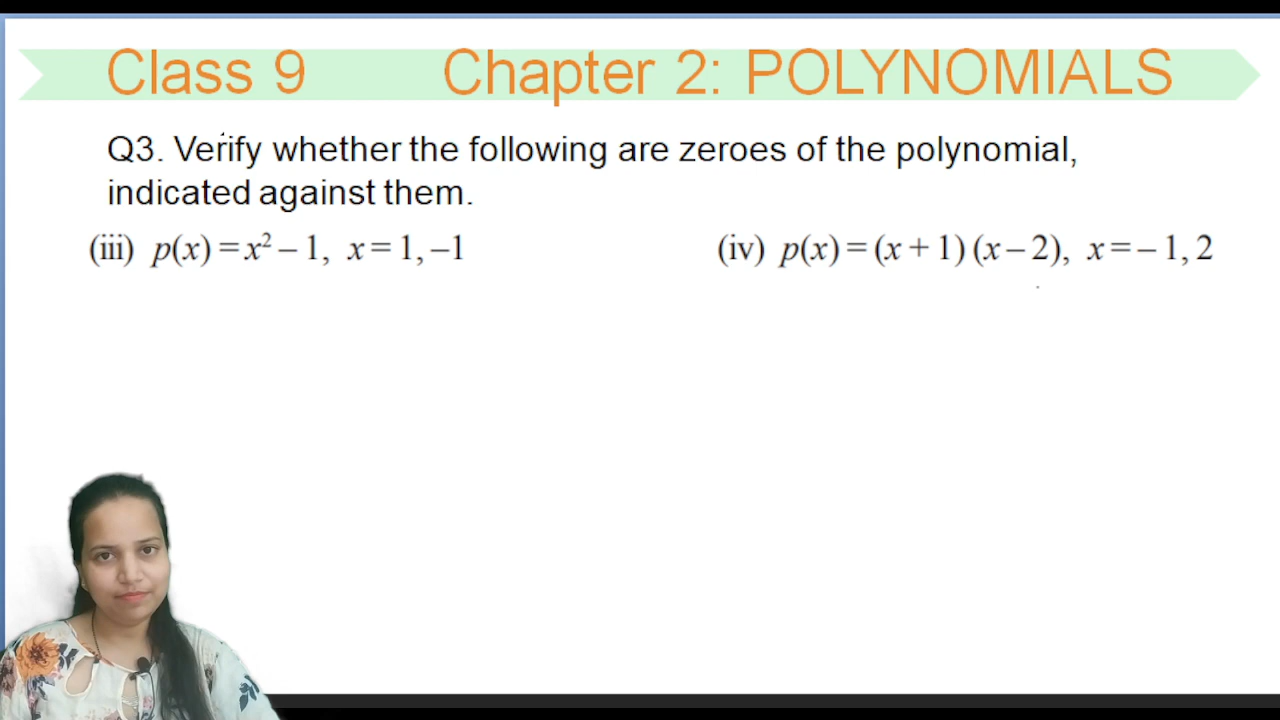 Class 9 Chapter 2: POLYNOMIALS
Q3. Verify whether the following are zeroes of the polynomial,
indicated against them.
(iii) p(x) = x² – 1, x = 1, –1
(iv) p(x) = (x + 1) (x – 2), x = – 1, 2